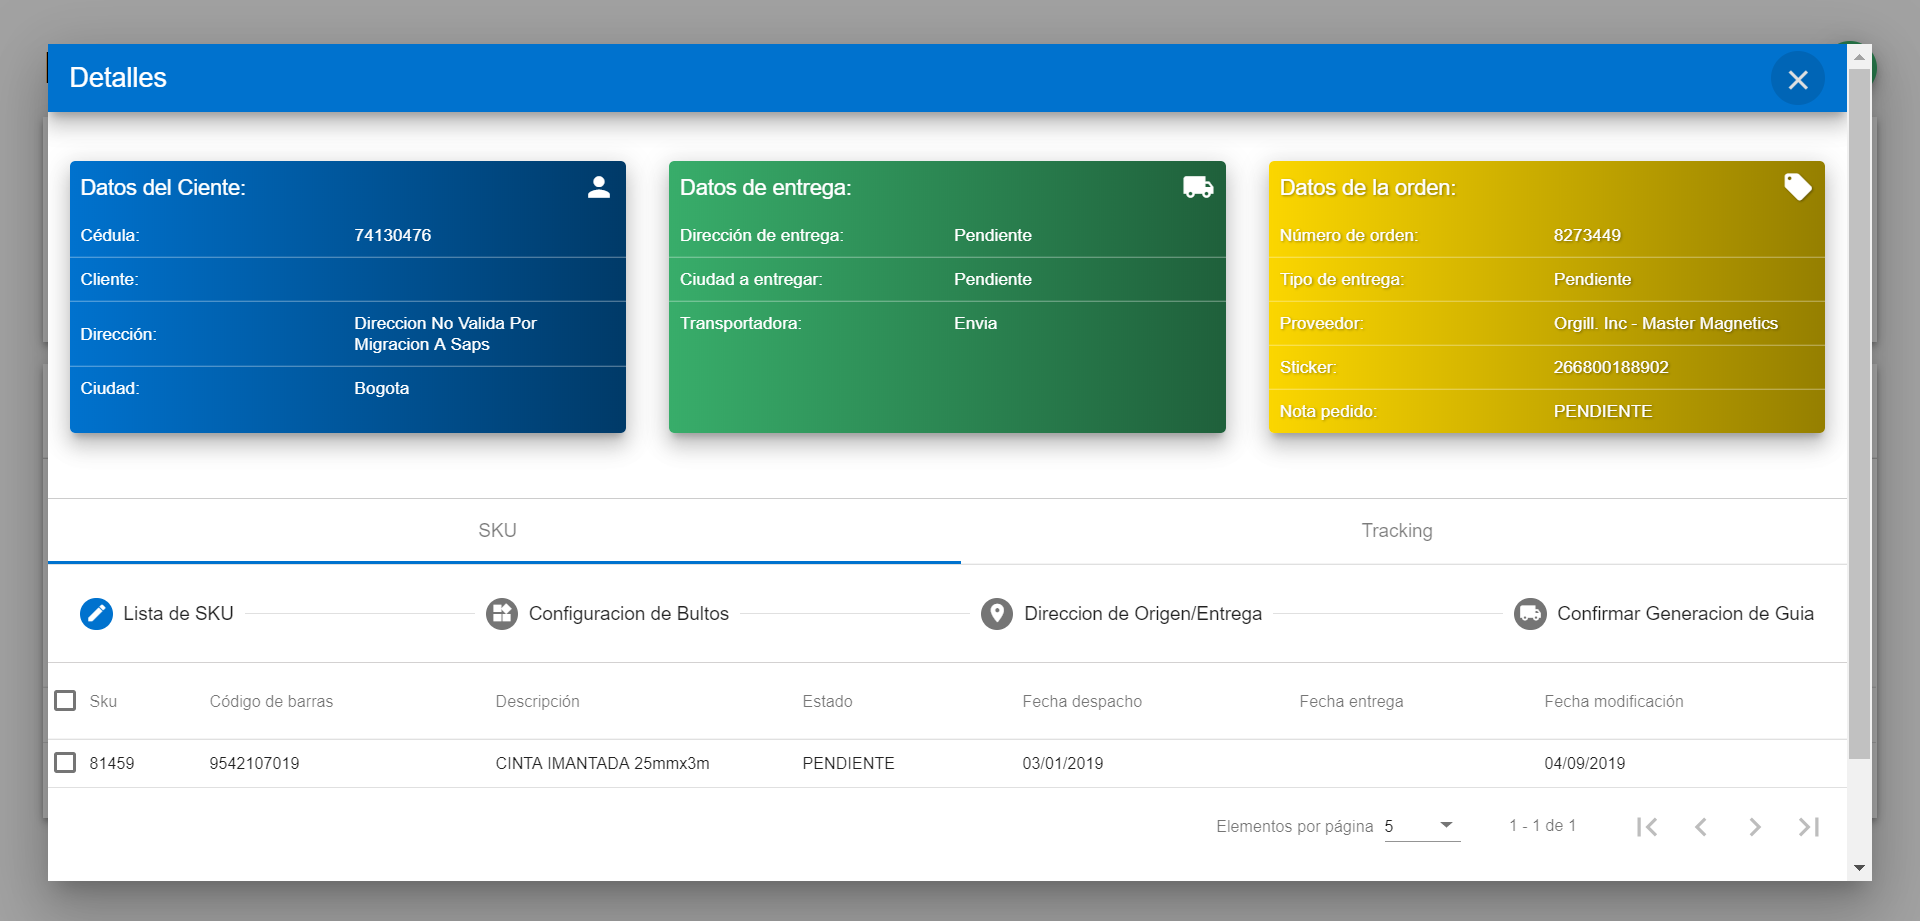 Detalles
Datos del Ciente:
Cédula: 74130476
Cliente:
Dirección: Direccion No Valida Por
Migracion A Saps
Ciudad: Bogota
Datos de entrega:
Dirección de entrega: Pendiente
Ciudad a entregar: Pendiente
Transportadora: Envia
Datos de la orden:
Número de orden: 8273449
Tipo de entrega: Pendiente
Proveedor: Orgill. Inc - Master Magnetics
Sticker: 266800188902
Nota pedido: PENDIENTE
SKU Tracking
Lista de SKU Configuracion de Bultos Direccion de Origen/Entrega Confirmar Generacion de Guia
Sku Código de barras Descripción Estado Fecha despacho Fecha entrega Fecha modificación
81459 9542107019 CINTA IMANTADA 25mmx3m PENDIENTE 03/01/2019 04/09/2019
Elementos por página 5 1 - 1 de 1